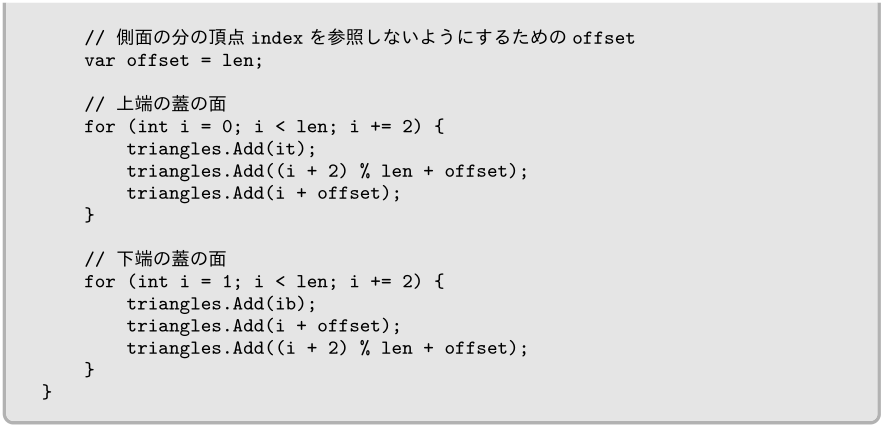 // 側面の分の頂点 index を参照しないようにするための offset
var offset = len;
// 上端の蓋の面
for (int i = 0; i < len; i += 2) {
triangles.Add(it);
triangles.Add((i + 2) % len + offset);
triangles.Add(i + offset);
}
// 下端の蓋の面
for (int i = 1; i < len; i += 2) {
triangles.Add(ib);
triangles.Add(i + offset);
triangles.Add((i + 2) % len + offset);
}
}